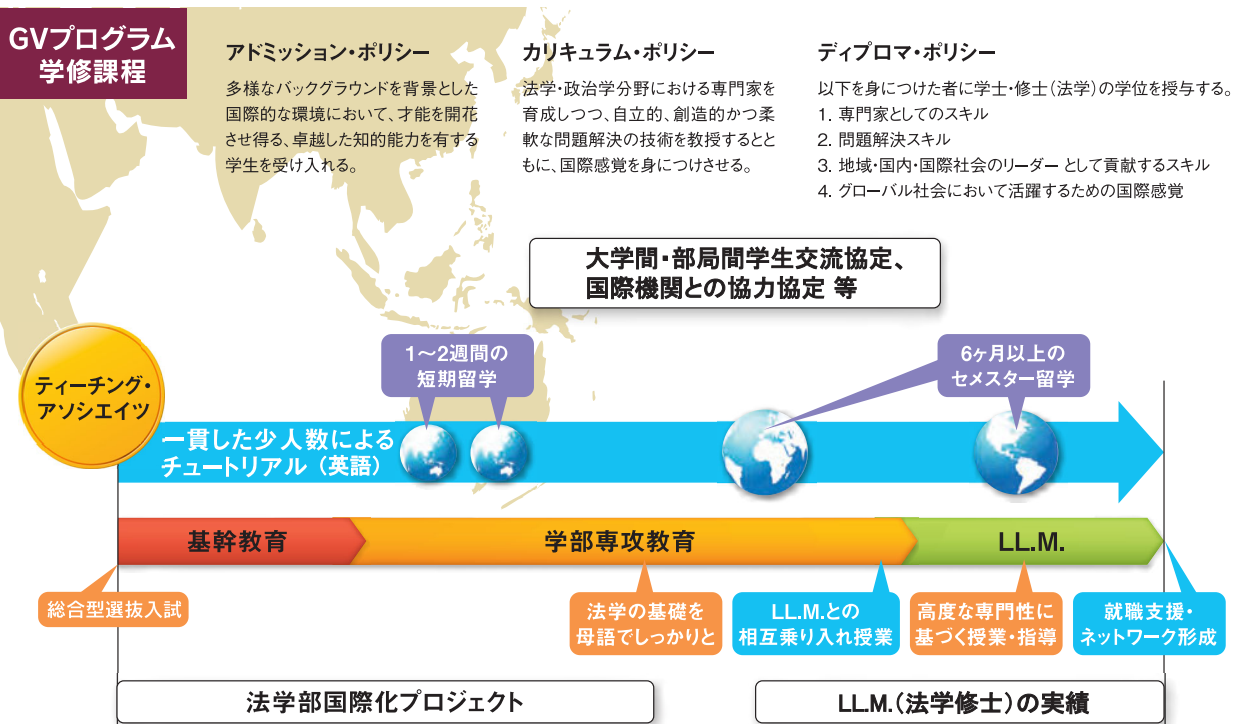 GVプログラム
学修課程
アドミッション・ポリシー
多様なバックグラウンドを背景とした
国際的な環境において、才能を開花
させ得る、卓越した知的能力を有する
学生を受け入れる。
カリキュラム・ポリシー
法学・政治学分野における専門家を
育成しつつ、自立的、創造的かつ柔
軟な問題解決の技術を教授するとと
もに、国際感覚を身につけさせる。
ディプロマ・ポリシー
以下を身につけた者に学士・修士（法学）の学位を授与する。
1. 専門家としてのスキル
2. 問題解決スキル
3. 地域・国内・国際社会のリーダー として貢献するスキル
4. グローバル社会において活躍するための国際感覚
大学間・部局間学生交流協定、
国際機関との協力協定 等
ティーチング・
アソシエイツ
1〜2週間の
短期留学
6ヶ月以上の
セメスター留学
一貫した少人数による
チュートリアル（英語）
基幹教育
学部専攻教育
LL.M.
総合型選抜入試
法学の基礎を
母語でしっかりと
LL.M.との
相互乗り入れ授業
高度な専門性に
基づく授業・指導
就職支援・
ネットワーク形成
法学部国際化プロジェクト
LL.M.（法学修士）の実績